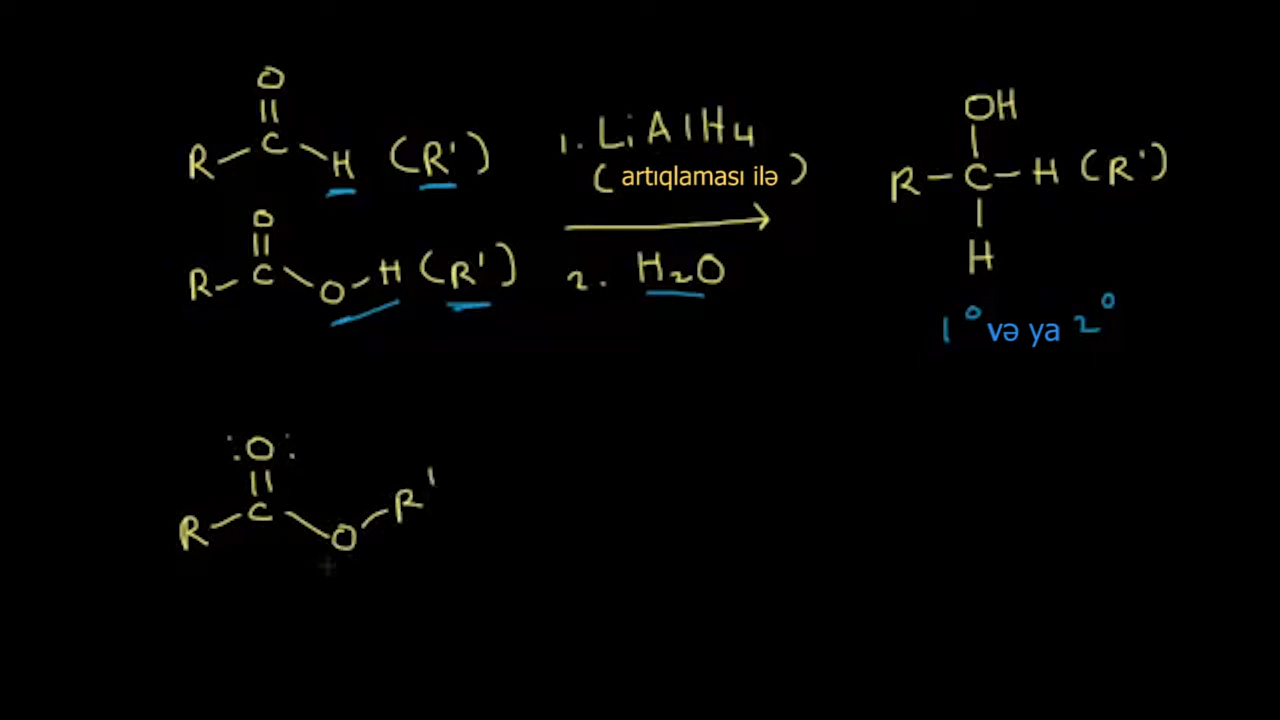 O
||
R – C – H (R')
O
||
R – C – O – H (R')
1. LiAlH4
(artıqlaması ilə)
2. H2O
OH
R – C – H (R')
H
1° və ya 2°
:O:
||
R – C – O – R'